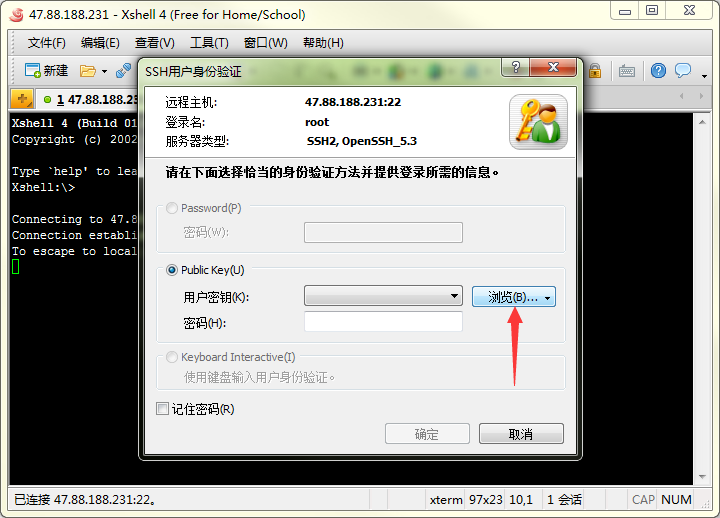 47.88.188.231 - Xshell 4 (Free for Home/School)
文件(F) 编辑(E) 查看(V) 工具(T) 窗口(W) 帮助(H)
新建
1 47.88.188.23
Xshell 4 (Build 01
Copyright (c) 2002
Type `help' to lea
Xshell:\>
Connecting to 47.8
Connection establi
To escape to local
SSH用户身份验证
远程主机: 47.88.188.231:22
登录名: root
服务器类型: SSH2, OpenSSH_5.3
请在下面选择恰当的身份验证方法并提供登录所需的信息。
Password(P)
密码(W):
Public Key(U)
用户密钥(K): 浏览(B)...
密码(H):
Keyboard Interactive(I)
使用键盘输入用户身份验证。
记住密码(R)
确定 取消
已连接 47.88.188.231:22。 xterm 97x23 10,1 1 会话 CAP NUM